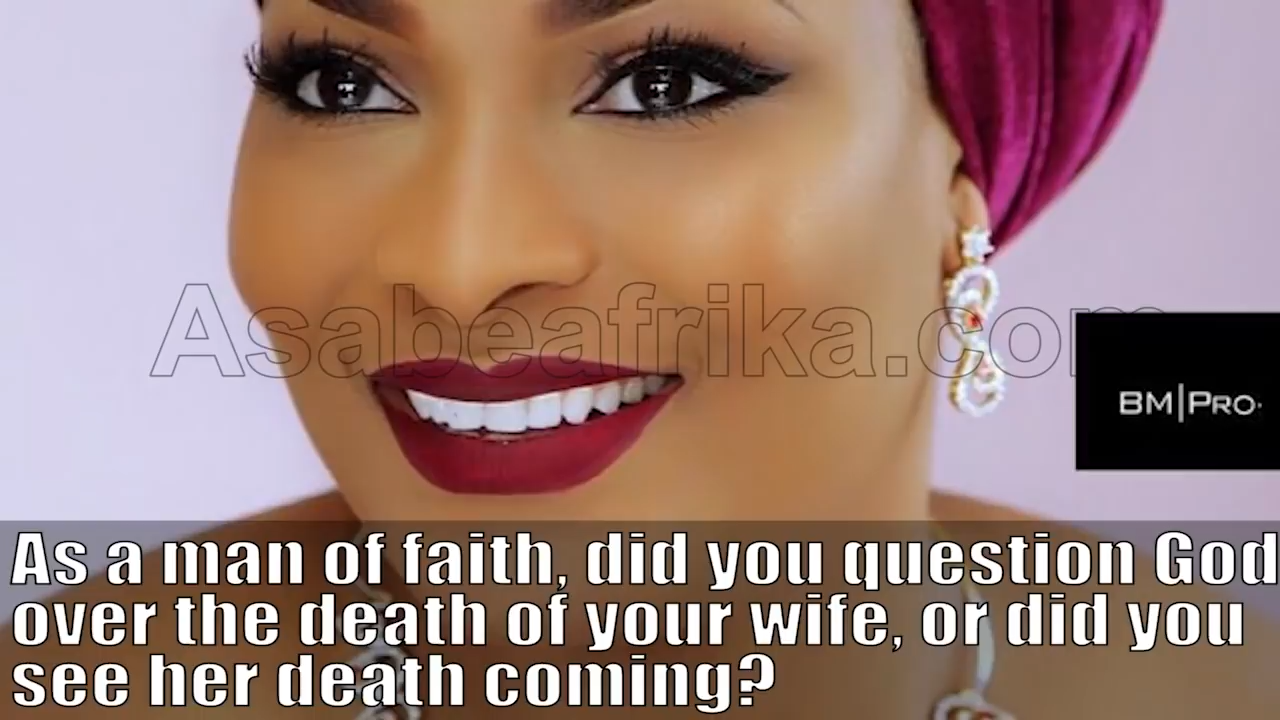 Asabeafrika.com
BM|PRO
As a man of faith, did you question God
over the death of your wife, or did you
see her death coming?